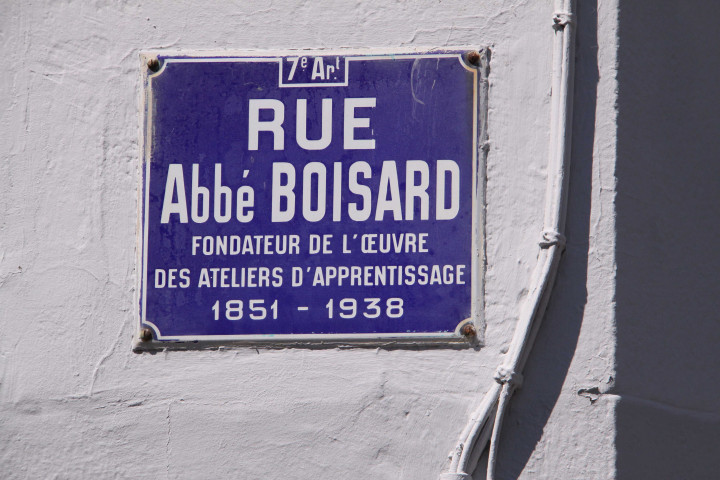 7e Art
RUE
Abbé BOISARD
FONDATEUR DE L'ŒUVRE
DES ATELIERS D'APPRENTISSAGE
1851 - 1938